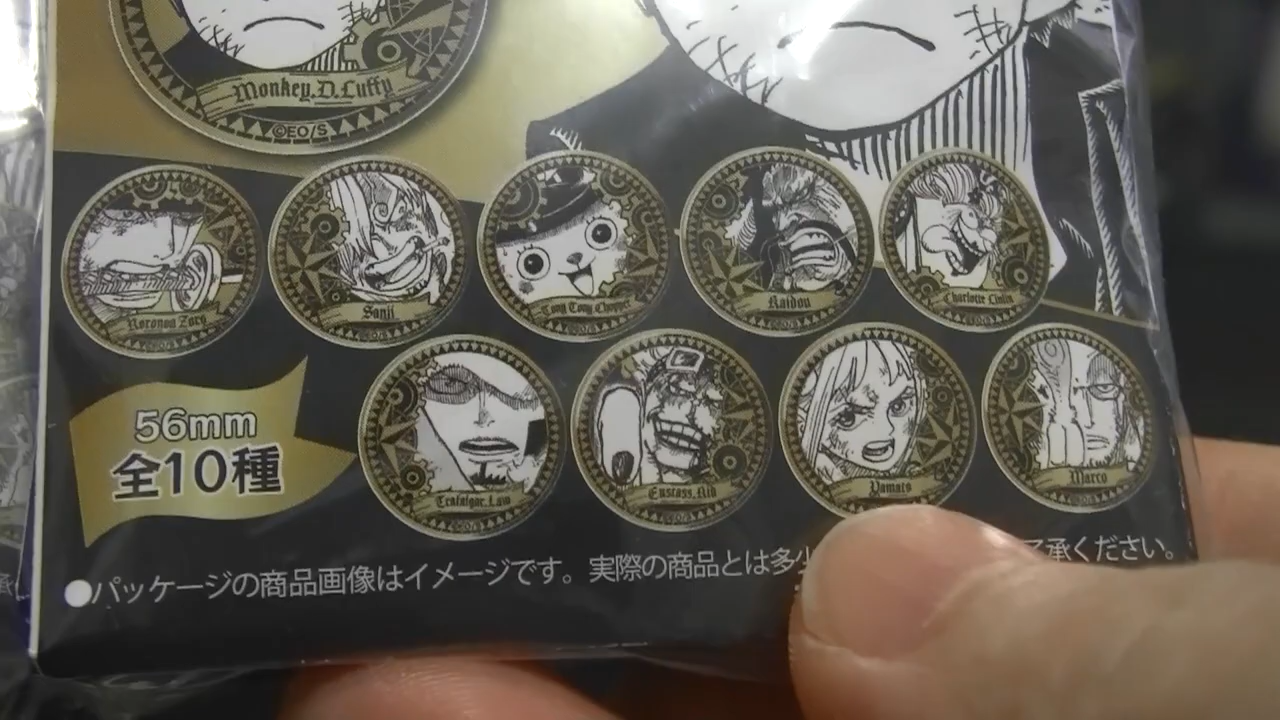 Monkey.D.Luffy
©EO/S
Roronoa Zoro
Sanji
Tony Tony Chopper
Kaidou
Charlotte Linlin
56mm
全10種
Trafalgar.Law
Eustass.Kid
Yamato
Marco
●パッケージの商品画像はイメージです。実際の商品とは多少 了承ください。